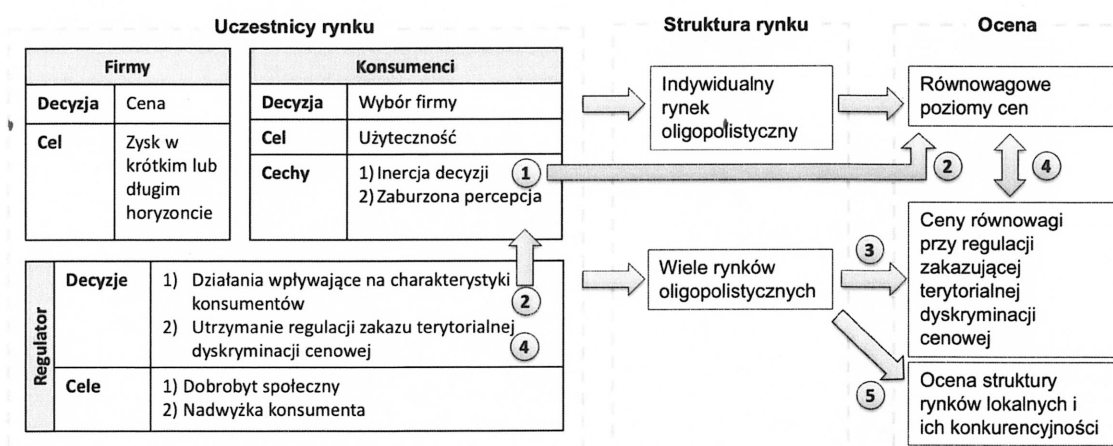 Uczestnicy rynku
Struktura rynku
Ocena
Firmy
Decyzja
Cena
Cel
Zysk w
krótkim lub
długim
horyzoncie
Konsumenci
Decyzja
Wybór firmy
Cel
Użyteczność
Cechy
1) Inercja decyzji
2) Zaburzona percepcja
1
Indywidualny
rynek
oligopolistyczny
Równowagowe
poziomy cen
2
4
Regulator
Decyzje
1) Działania wpływające na charakterystyki
konsumentów
2
2) Utrzymanie regulacji zakazu terytorialnej
dyskryminacji cenowej
4
Cele
1) Dobrobyt społeczny
2) Nadwyżka konsumenta
Wiele rynków
oligopolistycznych
3
Ceny równowagi
przy regulacji
zakazującej
terytorialnej
dyskryminacji
cenowej
5
Ocena struktury
rynków lokalnych i
ich konkurencyjności